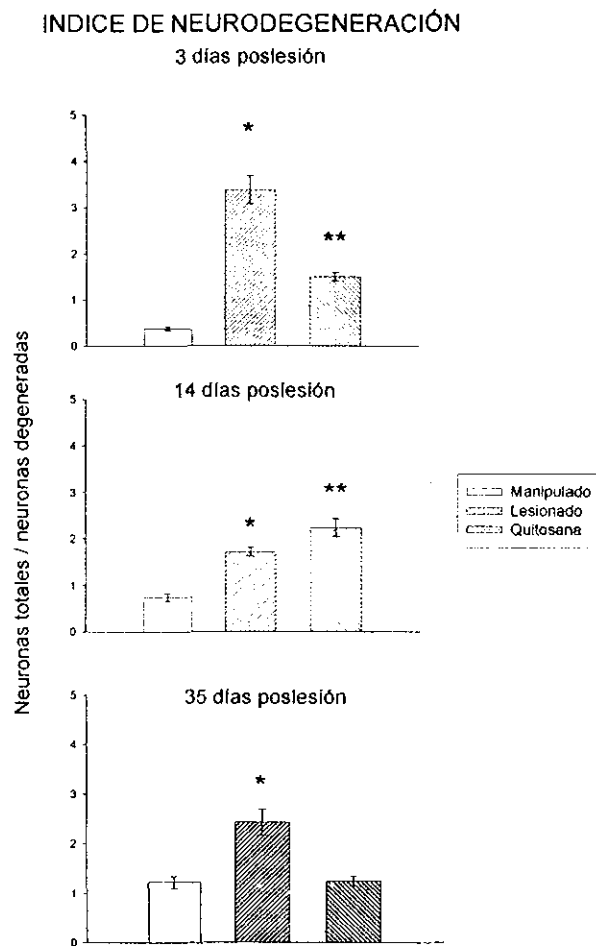 INDICE DE NEURODEGENERACIÓN
3 días poslesión
5
*
4
3
**
2
1
0
14 días poslesión
5
4
3
**
*
2
1
0
Manipulado
Lesionado
Quitosana
35 días poslesión
5
4
*
3
2
1
0
Neuronas totales / neuronas degeneradas